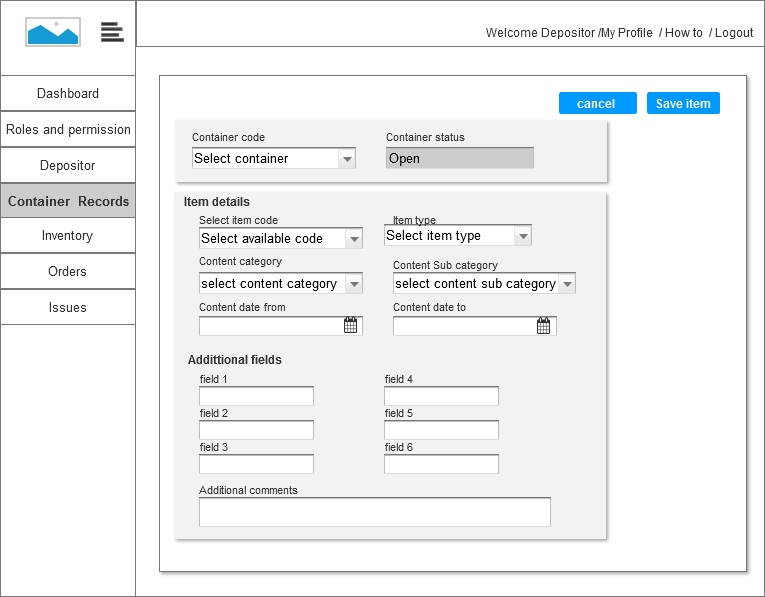 Welcome Depositor /My Profile / How to / Logout
Dashboard
Roles and permission
Depositor
Container Records
Inventory
Orders
Issues
cancel Save item
Container code Container status
Select container Open
Item details
Select item code Item type
Select available code Select item type
Content category Content Sub category
select content category select content sub category
Content date from Content date to
Addittional fields
field 1 field 4
field 2 field 5
field 3 field 6
Additional comments